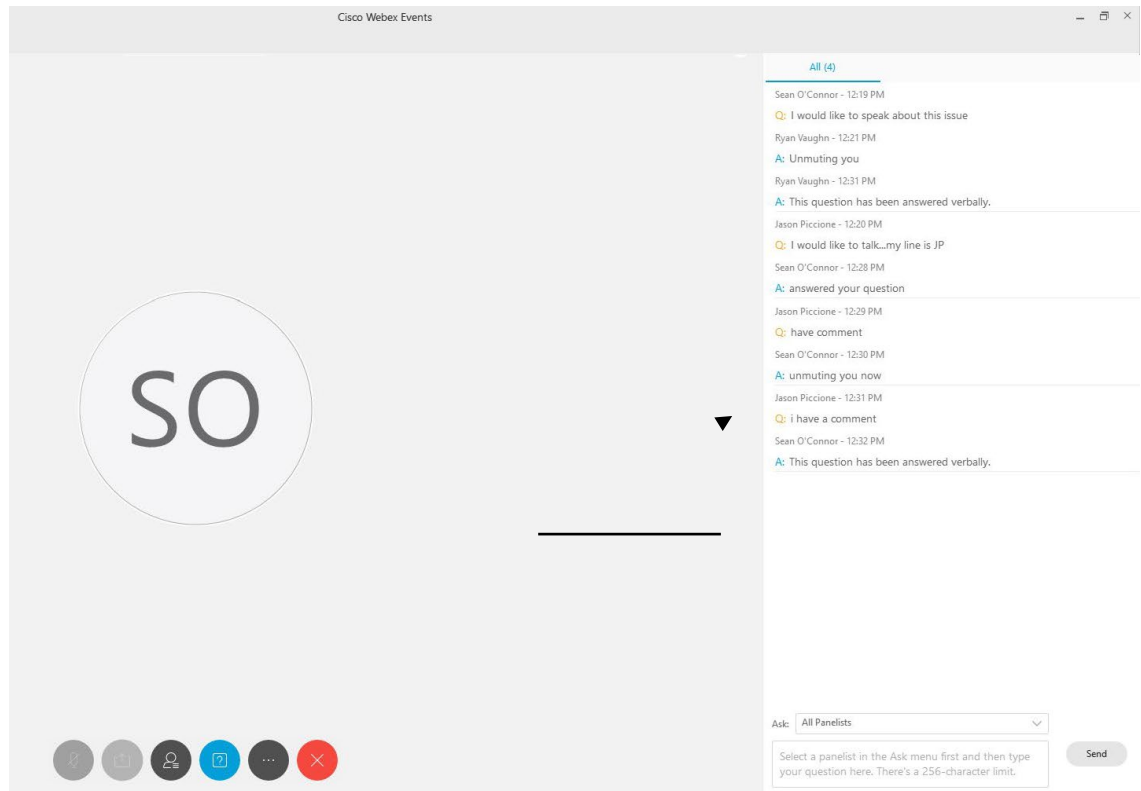 Cisco Webex Events
All (4)
Sean O'Connor - 12:19 PM
Q: I would like to speak about this issue
Ryan Vaughn - 12:21 PM
A: Unmuting you
Ryan Vaughn - 12:31 PM
A: This question has been answered verbally.
Jason Piccione - 12:20 PM
Q: I would like to talk...my line is JP
Sean O'Connor - 12:28 PM
A: answered your question
Jason Piccione - 12:29 PM
Q: have comment
Sean O'Connor - 12:30 PM
A: unmuting you now
Jason Piccione - 12:31 PM
Q: i have a comment
Sean O'Connor - 12:32 PM
A: This question has been answered verbally.
SO
Ask: All Panelists
Select a panelist in the Ask menu first and then type
your question here. There's a 256-character limit.
Send